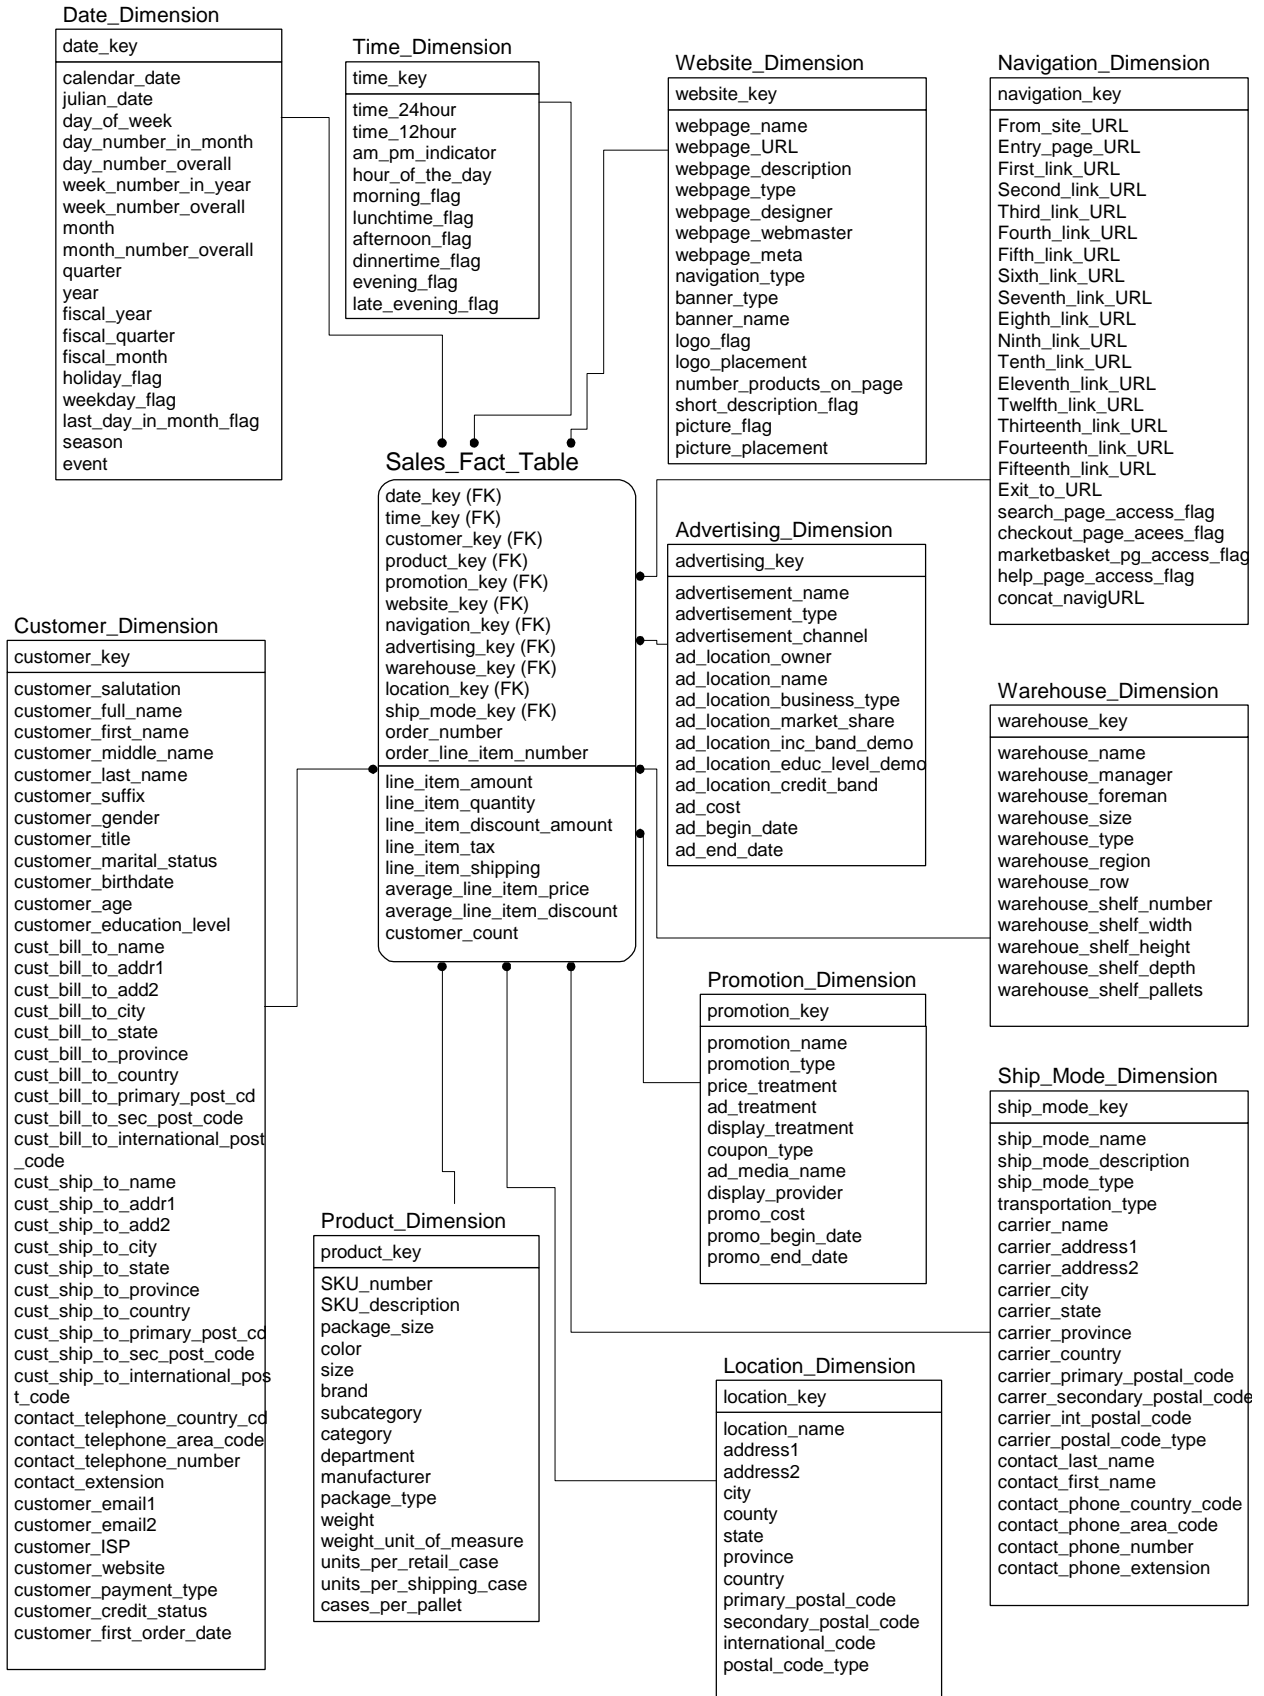 Date_Dimension
date_key
calendar_date
julian_date
day_of_week
day_number_in_month
day_number_overall
week_number_in_year
week_number_overall
month
month_number_overall
quarter
year
fiscal_year
fiscal_quarter
fiscal_month
holiday_flag
weekday_flag
last_day_in_month_flag
season
event
Time_Dimension
time_key
time_24hour
time_12hour
am_pm_indicator
hour_of_the_day
morning_flag
lunchtime_flag
afternoon_flag
dinnertime_flag
evening_flag
late_evening_flag
Website_Dimension
website_key
webpage_name
webpage_URL
webpage_description
webpage_type
webpage_designer
webpage_webmaster
webpage_meta
navigation_type
banner_type
banner_name
logo_flag
logo_placement
number_products_on_page
short_description_flag
picture_flag
picture_placement
Navigation_Dimension
navigation_key
From_site_URL
Entry_page_URL
First_link_URL
Second_link_URL
Third_link_URL
Fourth_link_URL
Fifth_link_URL
Sixth_link_URL
Seventh_link_URL
Eighth_link_URL
Ninth_link_URL
Tenth_link_URL
Eleventh_link_URL
Twelfth_link_URL
Thirteenth_link_URL
Fourteenth_link_URL
Fifteenth_link_URL
Exit_to_URL
search_page_access_flag
checkout_page_acees_flag
marketbasket_pg_access_flag
help_page_access_flag
concat_navigURL
Sales_Fact_Table
date_key (FK)
time_key (FK)
customer_key (FK)
product_key (FK)
promotion_key (FK)
website_key (FK)
navigation_key (FK)
advertising_key (FK)
warehouse_key (FK)
location_key (FK)
ship_mode_key (FK)
order_number
order_line_item_number
line_item_amount
line_item_quantity
line_item_discount_amount
line_item_tax
line_item_shipping
average_line_item_price
average_line_item_discount
customer_count
Advertising_Dimension
advertising_key
advertisement_name
advertisement_type
advertisement_channel
ad_location_owner
ad_location_name
ad_location_business_type
ad_location_market_share
ad_location_inc_band_demo
ad_location_educ_level_demo
ad_location_credit_band
ad_cost
ad_begin_date
ad_end_date
Customer_Dimension
customer_key
customer_salutation
customer_full_name
customer_first_name
customer_middle_name
customer_last_name
customer_suffix
customer_gender
customer_title
customer_marital_status
customer_birthdate
customer_age
customer_education_level
cust_bill_to_name
cust_bill_to_addr1
cust_bill_to_add2
cust_bill_to_city
cust_bill_to_state
cust_bill_to_province
cust_bill_to_country
cust_bill_to_primary_post_cd
cust_bill_to_sec_post_code
cust_bill_to_international_post
_code
cust_ship_to_name
cust_ship_to_addr1
cust_ship_to_add2
cust_ship_to_city
cust_ship_to_state
cust_ship_to_province
cust_ship_to_country
cust_ship_to_primary_post_cd
cust_ship_to_sec_post_code
cust_ship_to_international_pos
t_code
contact_telephone_country_cd
contact_telephone_area_code
contact_telephone_number
contact_extension
customer_email1
customer_email2
customer_ISP
customer_website
customer_payment_type
customer_credit_status
customer_first_order_date
Warehouse_Dimension
warehouse_key
warehouse_name
warehouse_manager
warehouse_foreman
warehouse_size
warehouse_type
warehouse_region
warehouse_row
warehouse_shelf_number
warehouse_shelf_width
warehoue_shelf_height
warehouse_shelf_depth
warehouse_shelf_pallets
Promotion_Dimension
promotion_key
promotion_name
promotion_type
price_treatment
ad_treatment
display_treatment
coupon_type
ad_media_name
display_provider
promo_cost
promo_begin_date
promo_end_date
Ship_Mode_Dimension
ship_mode_key
ship_mode_name
ship_mode_description
ship_mode_type
transportation_type
carrier_name
carrier_address1
carrier_address2
carrier_city
carrier_state
carrier_province
carrier_country
carrier_primary_postal_code
carrer_secondary_postal_code
carrier_int_postal_code
carrier_postal_code_type
contact_last_name
contact_first_name
contact_phone_country_code
contact_phone_area_code
contact_phone_number
contact_phone_extension
Product_Dimension
product_key
SKU_number
SKU_description
package_size
color
size
brand
subcategory
category
department
manufacturer
package_type
weight
weight_unit_of_measure
units_per_retail_case
units_per_shipping_case
cases_per_pallet
Location_Dimension
location_key
location_name
address1
address2
city
county
state
province
country
primary_postal_code
secondary_postal_code
international_code
postal_code_type